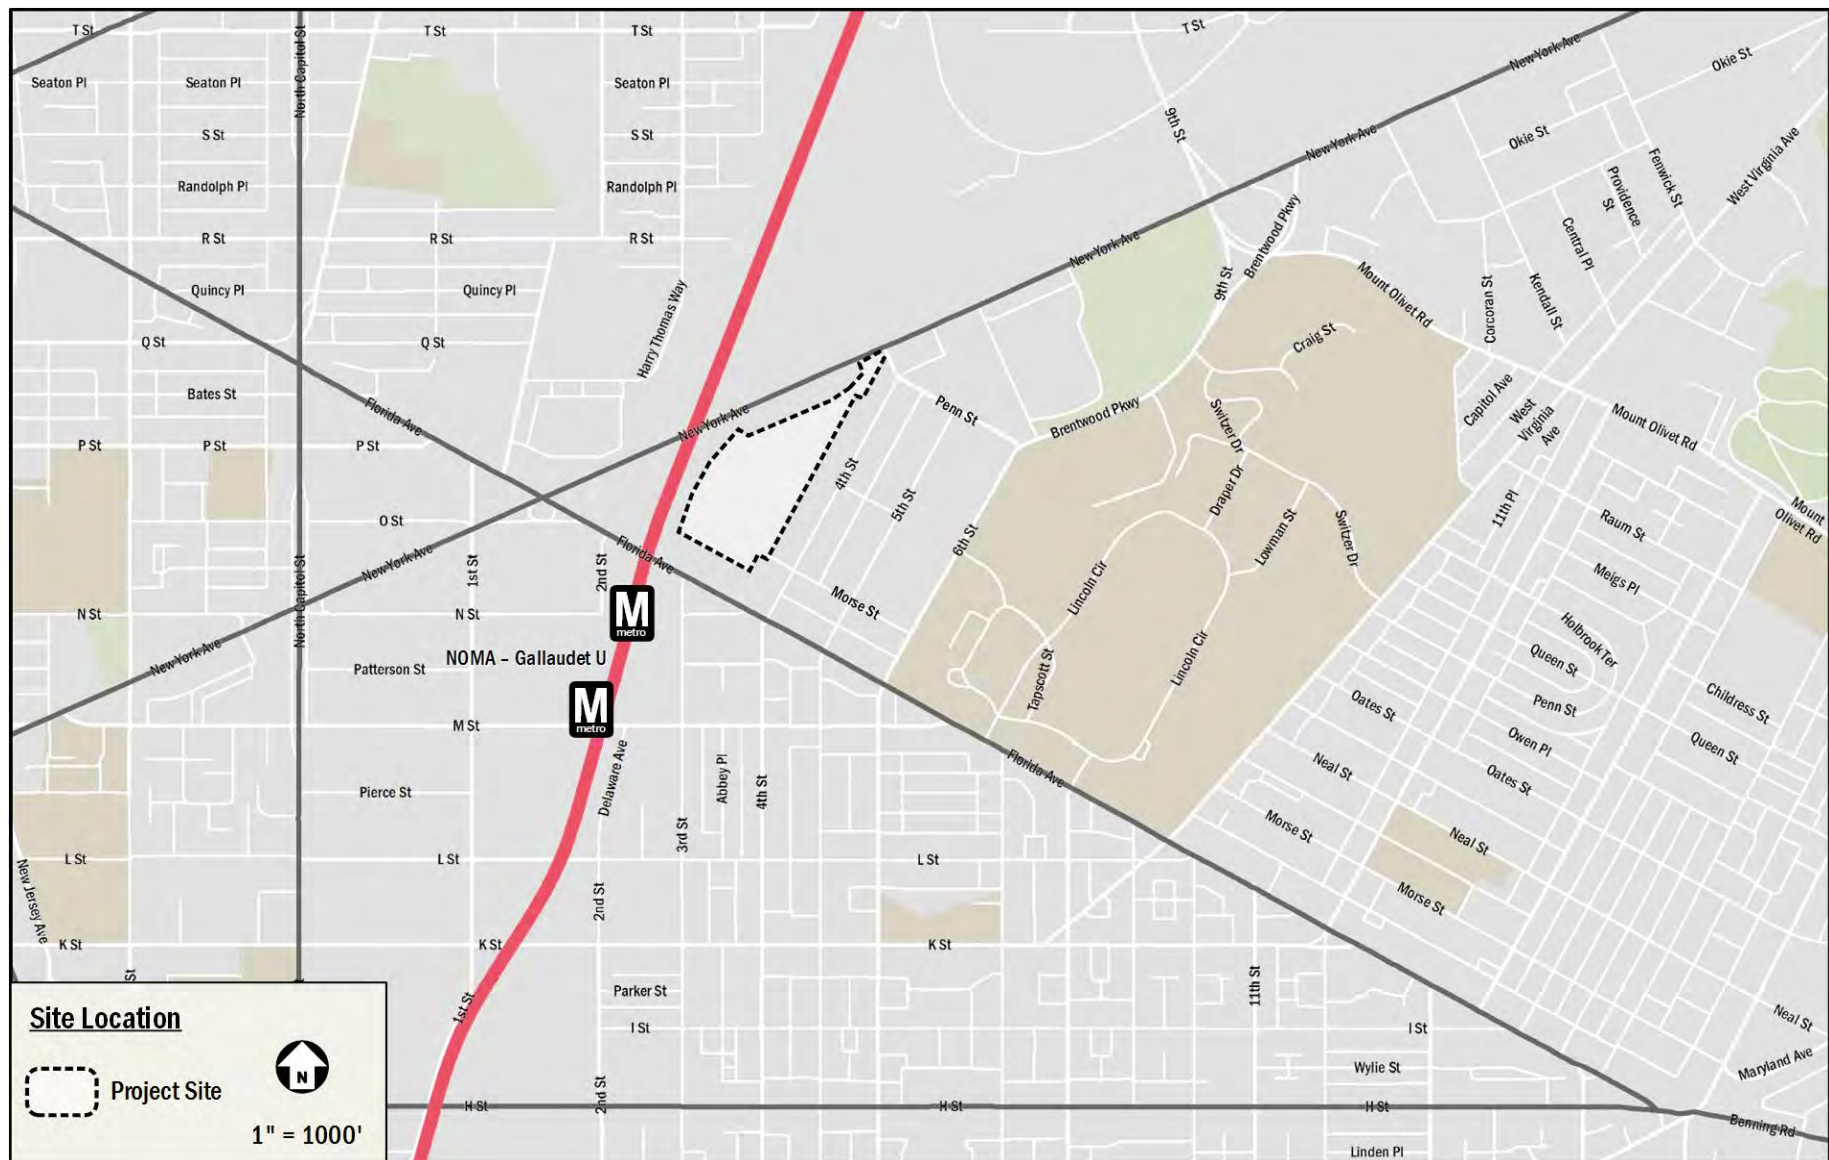 T St
T St
T St
T St
New York Ave
Okie St
Seaton Pl
Seaton Pl
North Capitol St
Seaton Pl
S St
S St
9th St
New York Ave
Okie St
Fenwick St
West Virginia Ave
Randolph Pl
Randolph Pl
Providence
St
R St
R St
R St
New York Ave
Brentwood Pkwy
Central Pl
Quincy Pl
Quincy Pl
Harry Thomas Way
9th St
Mount Olivet Rd
Corcoran St
Kendall St
Q St
Q St
Craig St
Bates St
Florida Ave
New York Ave
Penn St
Brentwood Pkwy
Switzer Dr
Capitol Ave
West
Virginia
Ave
Mount Olivet Rd
P St
P St
P St
4th St
5th St
Draper Dr
11th Pl
Mount
Olivet Rd
O St
Florida Ave
6th St
Lowman St
Switzer Dr
Raum St
New York Ave
North Capitol St
1st St
2nd St
Lincoln Cir
Meigs Pl
N St
N St
M
metro
Morse St
Holbrook Ter
New York Ave
Patterson St
NOMA – Gallaudet U
Tapscott St
Lincoln Cir
Queen St
M St
M
metro
Oates St
Penn St
Childress St
Delaware Ave
Abbey Pl
4th St
Florida Ave
Neal St
Owen Pl
Queen St
Pierce St
Oates St
3rd St
Morse St
Neal St
L St
L St
L St
New Jersey Ave
2nd St
Morse St
K St
K St
K St
St
1st St
Parker St
11th St
I St
I St
Neal St
Wylie St
Maryland Ave
2nd St
H St
H St
H St
Benning Rd
Linden Pl
Site Location
N
Project Site
1" = 1000'